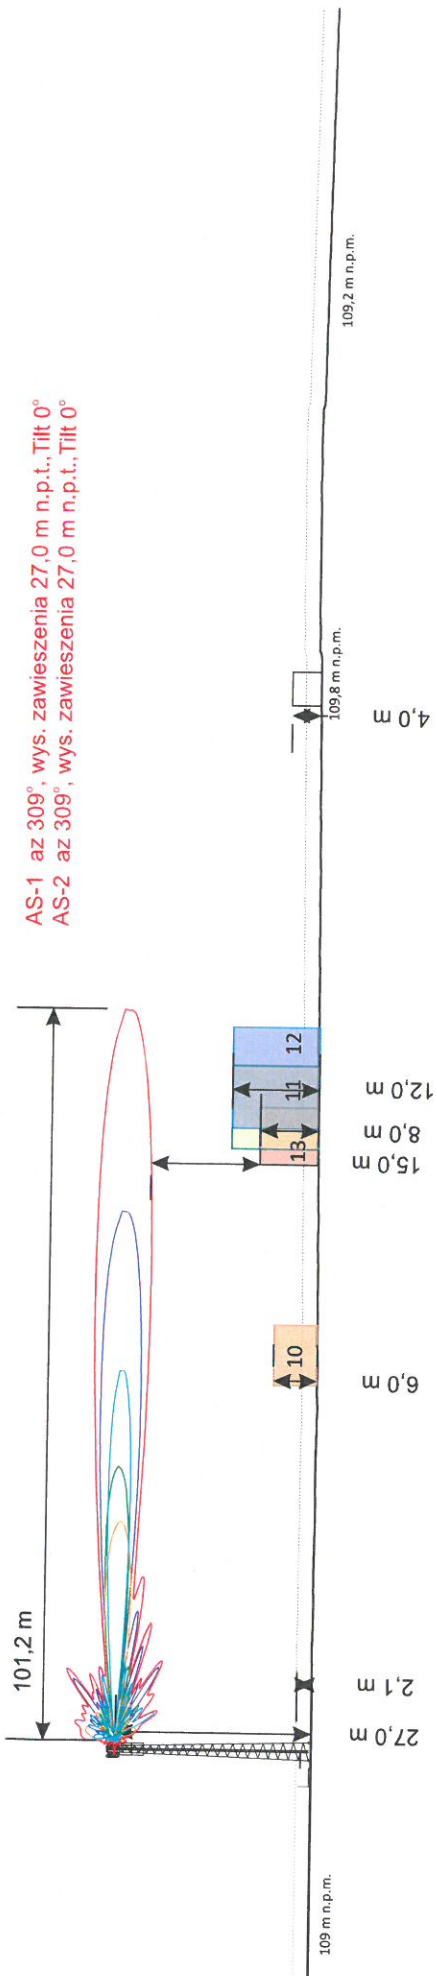 AS-1 az 309°, wys. zawieszenia 27,0 m n.p.t.,Tilt 0°
AS-2 az 309°, wys. zawieszenia 27,0 m n.p.t.,Tilt 0°
101,2 m
10
13
11
12
109 m n.p.m.
109,8 m n.p.m.
109,2 m n.p.m.
27,0 m
2,1 m
6,0 m
15,0 m
8,0 m
12,0 m
4,0 m